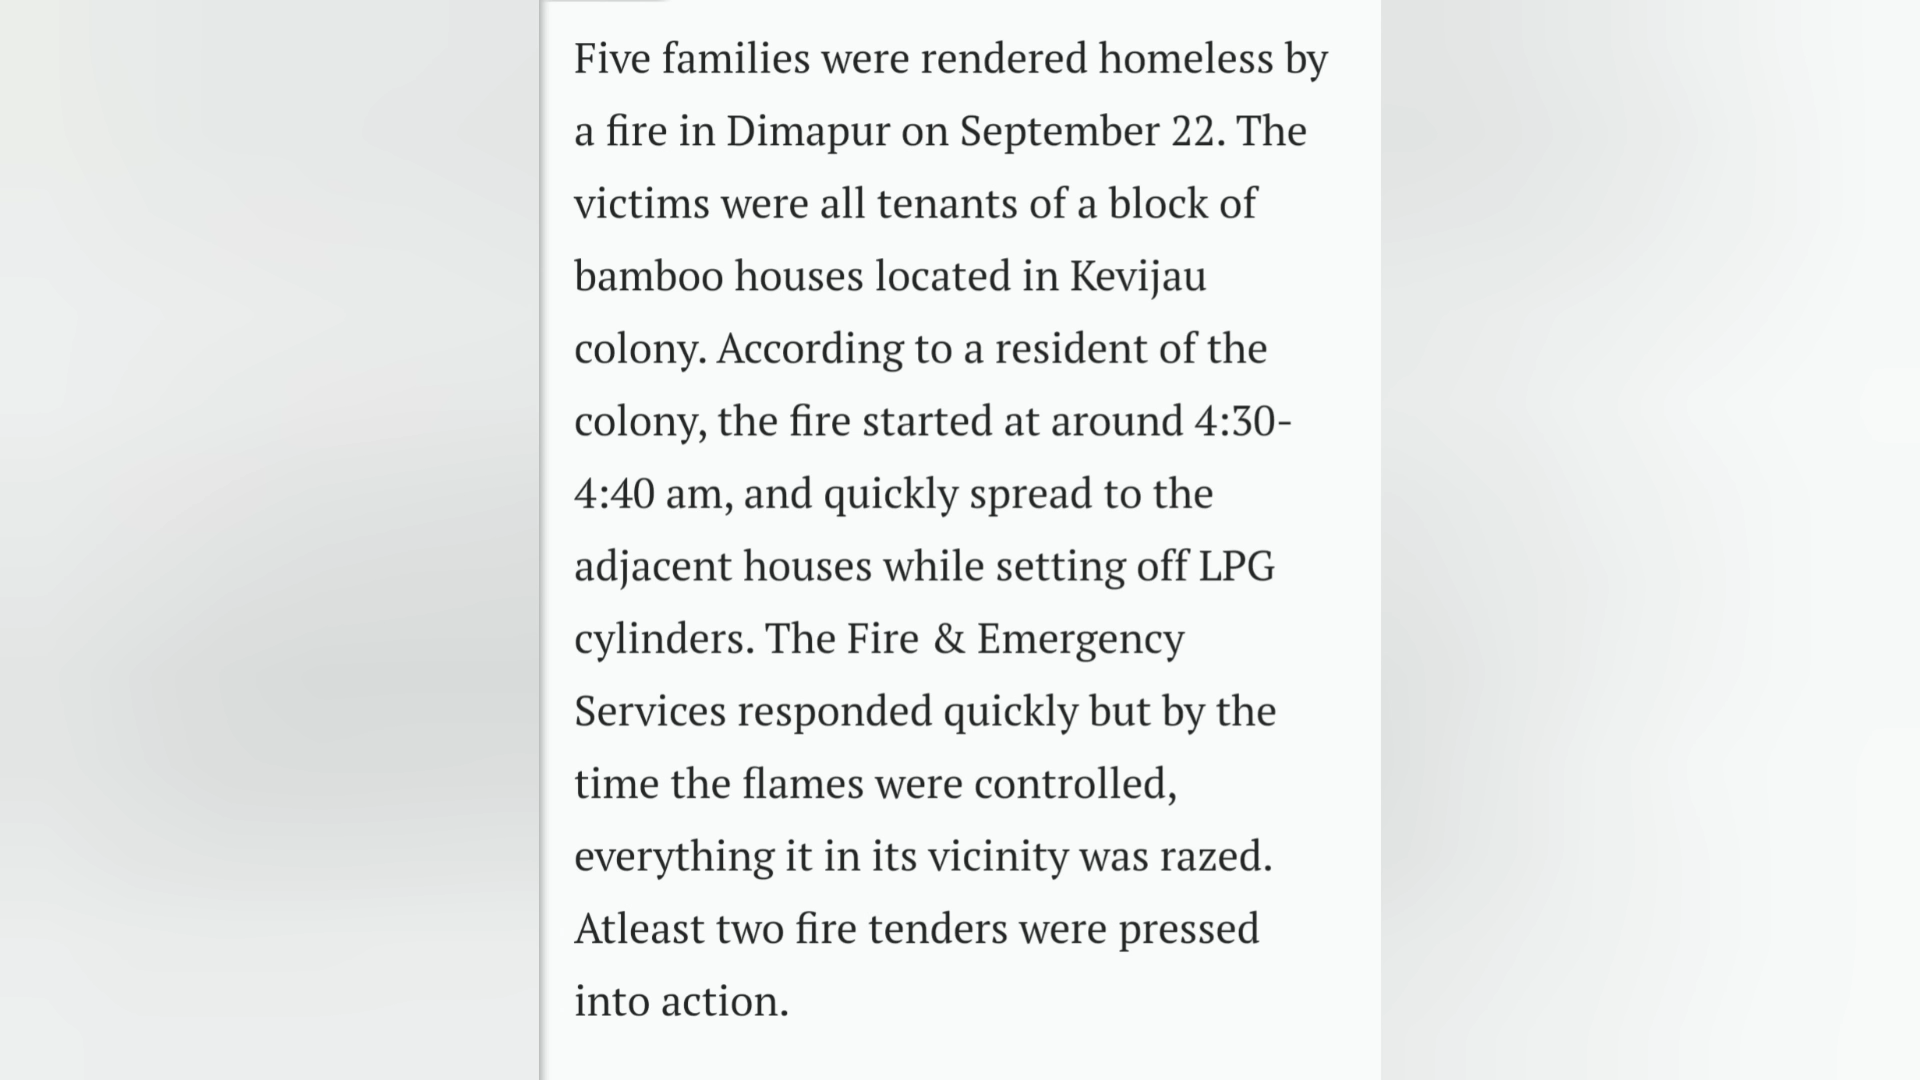 Five families were rendered homeless by
a fire in Dimapur on September 22. The
victims were all tenants of a block of
bamboo houses located in Kevijau
colony. According to a resident of the
colony, the fire started at around 4:30-
4:40 am, and quickly spread to the
adjacent houses while setting off LPG
cylinders. The Fire & Emergency
Services responded quickly but by the
time the flames were controlled,
everything it in its vicinity was razed.
Atleast two fire tenders were pressed
into action.